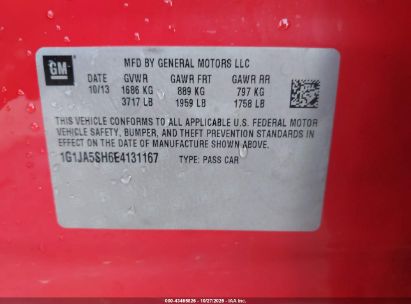 GM
MFD BY GENERAL MOTORS LLC
DATE GVWR GAWR FRT GAWR RR
10/13 1686 KG 889 KG 797 KG
3717 LB 1959 LB 1758 LB
THIS VEHICLE CONFORMS TO ALL APPLICABLE U.S. FEDERAL MOTOR
VEHICLE SAFETY, BUMPER, AND THEFT PREVENTION STANDARDS IN
EFFECT ON THE DATE OF MANUFACTURE SHOWN ABOVE.
1G1JA5SH6E4131167 TYPE: PASS CAR